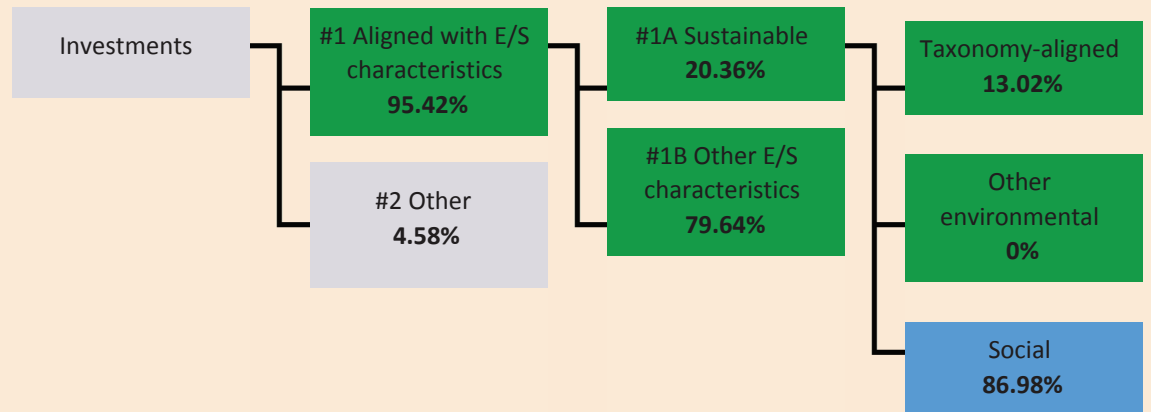 Investments
#1 Aligned with E/S
characteristics
95.42%
#2 Other
4.58%
#1A Sustainable
20.36%
#1B Other E/S
characteristics
79.64%
Taxonomy-aligned
13.02%
Other
environmental
0%
Social
86.98%